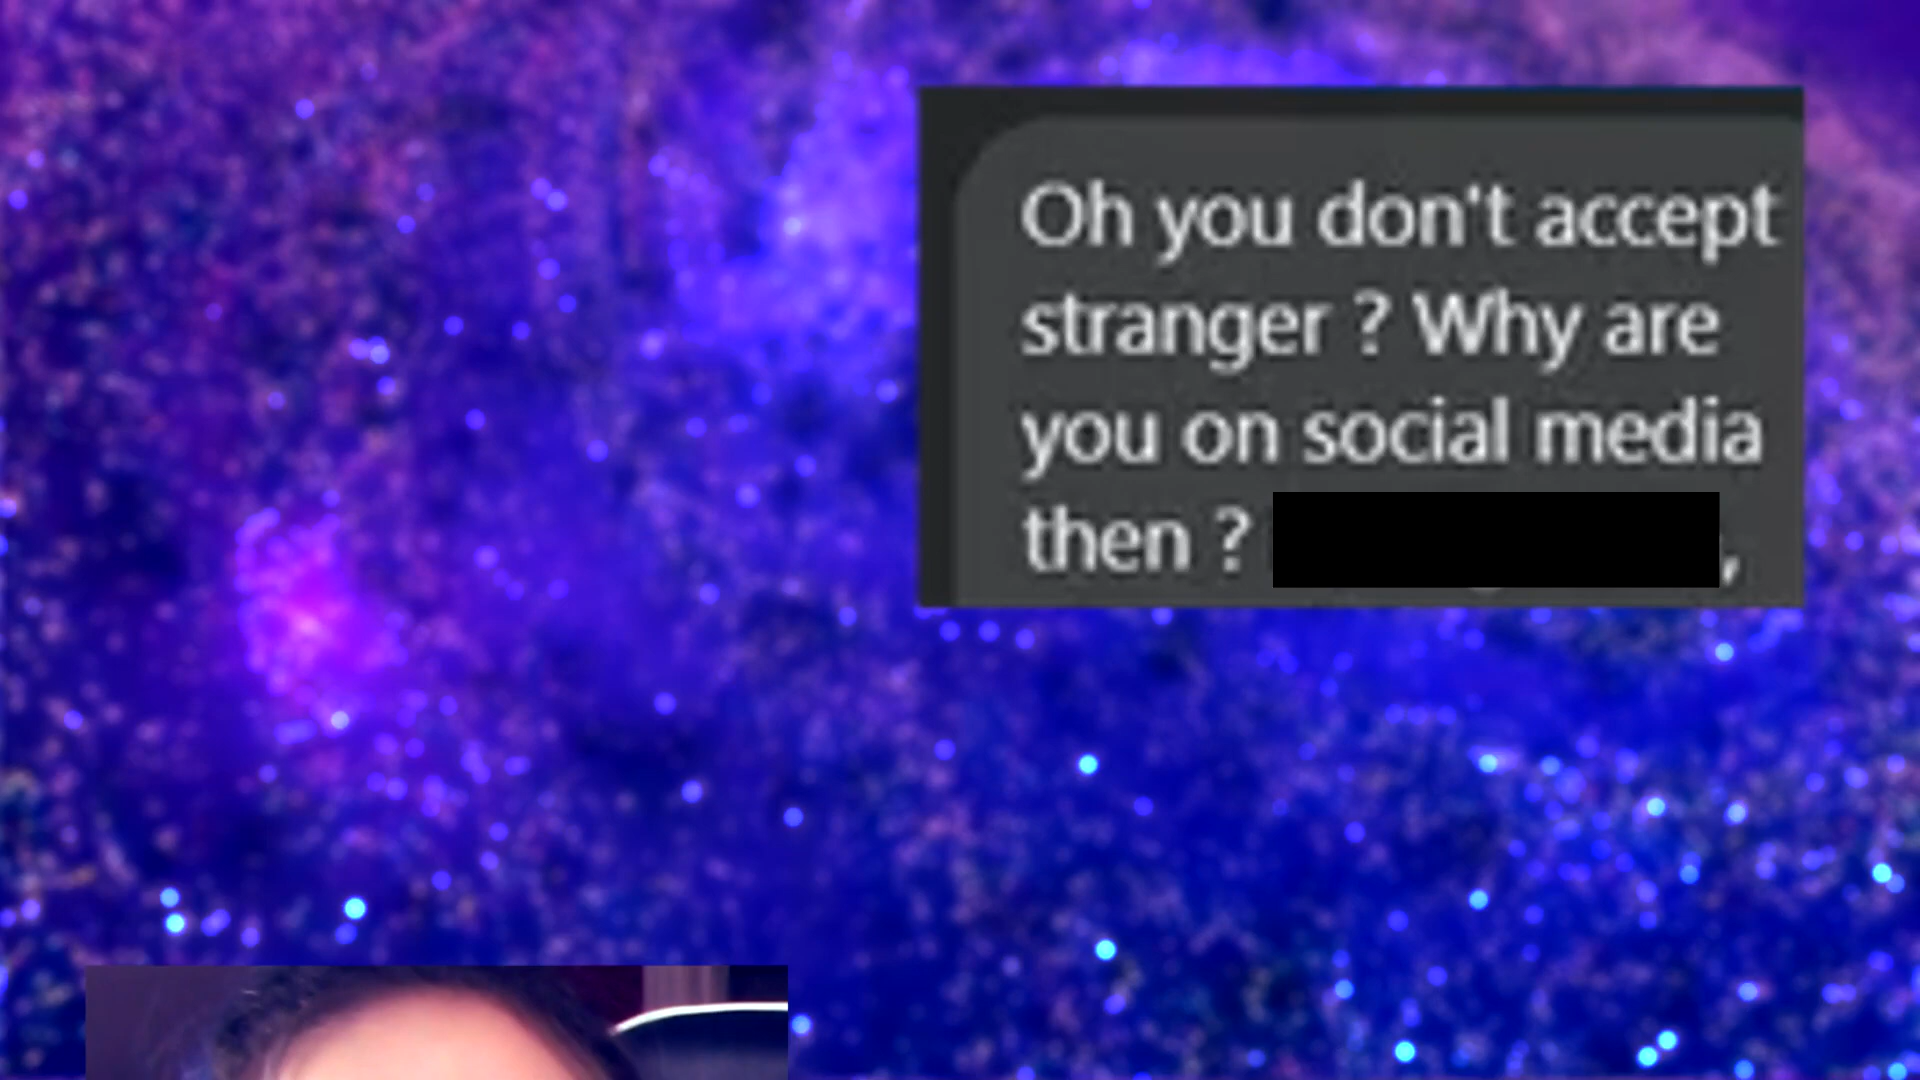 Oh you don't accept
stranger ? Why are
you on social media
then ? ,